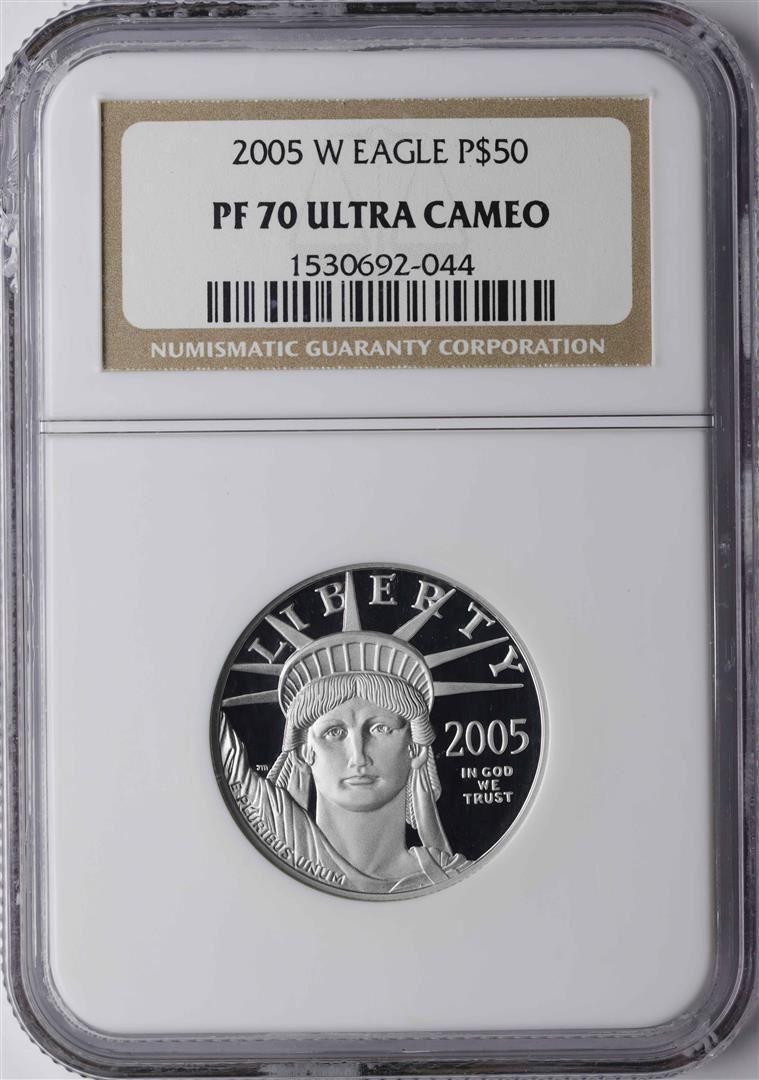 2005 W EAGLE P$50
PF 70 ULTRA CAMEO
1530692-044
NUMISMATIC GUARANTY CORPORATION
LIBERTY
2005
IN GOD
WE
TRUST
E PLURIBUS UNUM